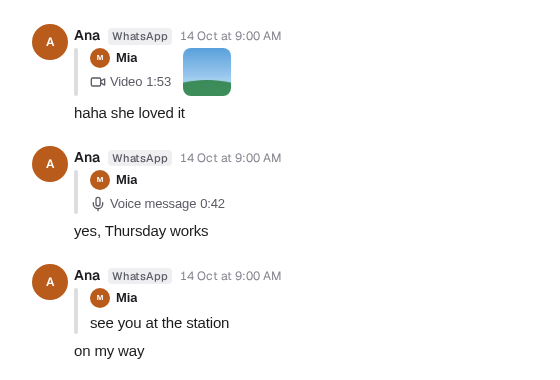 A Ana WhatsApp 14 Oct at 9:00 AM
M Mia
Video 1:53
haha she loved it
A Ana WhatsApp 14 Oct at 9:00 AM
M Mia
Voice message 0:42
yes, Thursday works
A Ana WhatsApp 14 Oct at 9:00 AM
M Mia
see you at the station
on my way